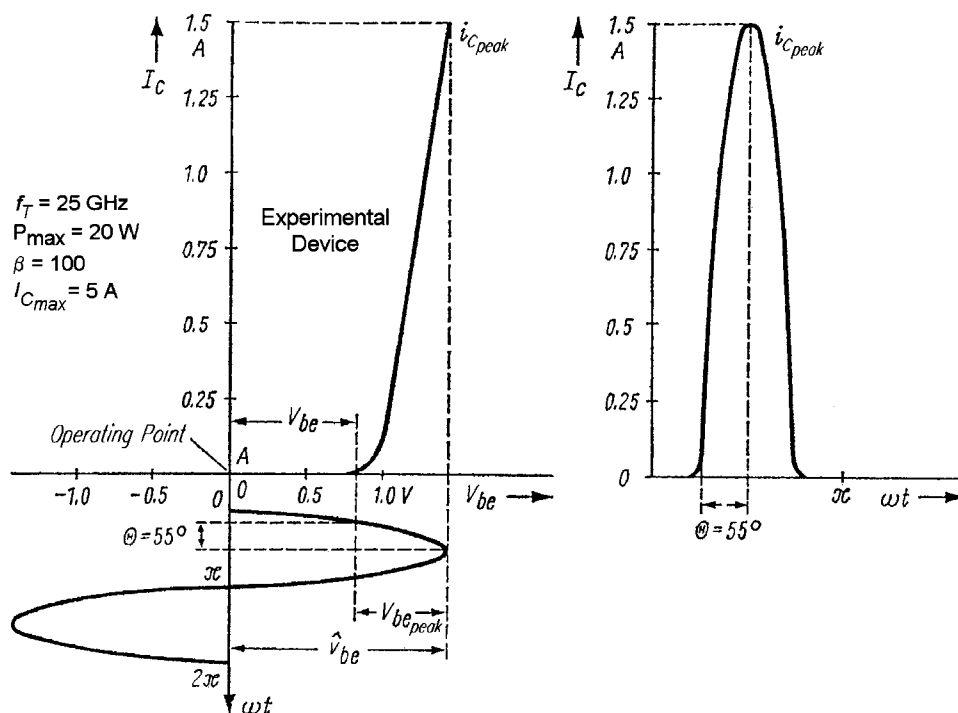 1.5
A
I_C
1.25
1.0
0.75
0.5
0.25
i_Cpeak
f_T = 25 GHz
P_max = 20 W
β = 100
I_Cmax = 5 A
Experimental
Device
V_be
Operating Point
A
-1.0
-0.5
0
0
0.5
1.0 V
V_be
Θ=55°
π
V_be peak
v̂_be
2π
ωt
1.5
A
I_C
1.25
1.0
0.75
0.5
0.25
0
i_Cpeak
π
ωt
Θ=55°